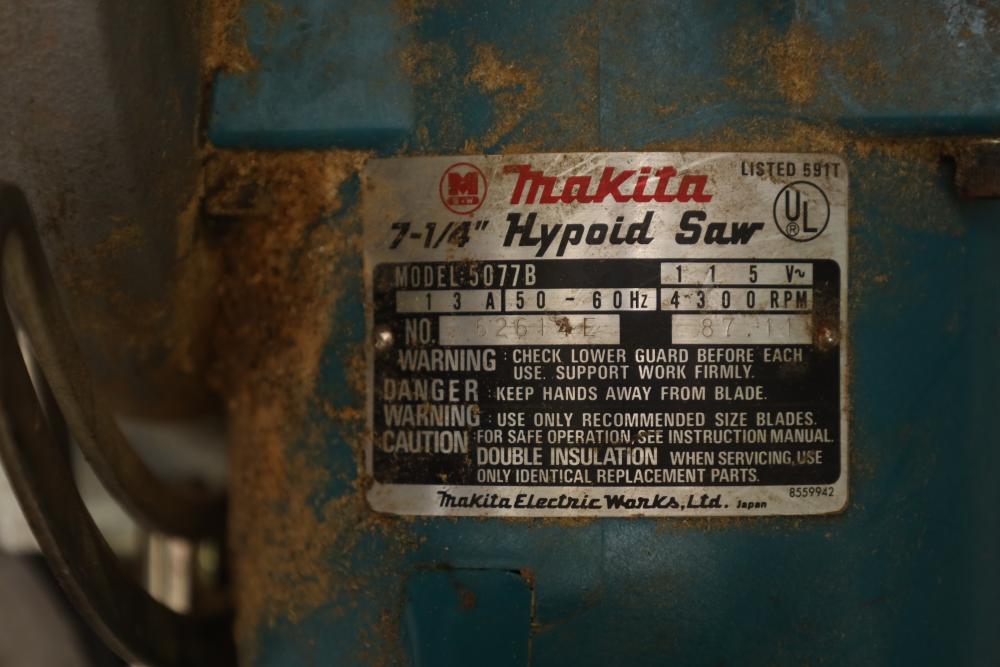 M
Makita
LISTED 591T
7-1/4" Hypoid Saw
UL
®
MODEL 5077B 115 V~
13A 50-60Hz 4300 RPM
NO. 87.11
WARNING : CHECK LOWER GUARD BEFORE EACH
USE. SUPPORT WORK FIRMLY.
DANGER : KEEP HANDS AWAY FROM BLADE.
WARNING : USE ONLY RECOMMENDED SIZE BLADES.
CAUTION : FOR SAFE OPERATION, SEE INSTRUCTION MANUAL.
DOUBLE INSULATION WHEN SERVICING, USE
ONLY IDENTICAL REPLACEMENT PARTS.
8559942
Makita Electric Works, Ltd. Japan